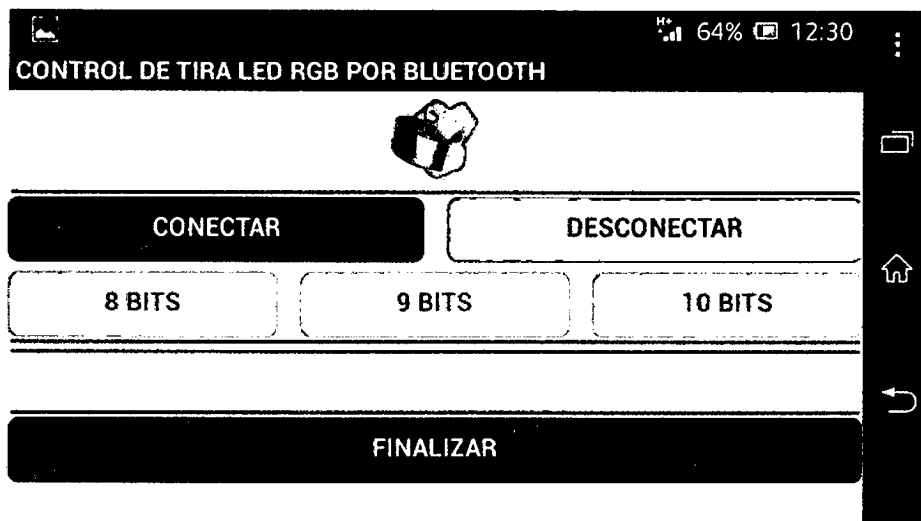 H+ 64% 12:30
CONTROL DE TIRA LED RGB POR BLUETOOTH
CONECTAR DESCONECTAR
8 BITS 9 BITS 10 BITS
FINALIZAR